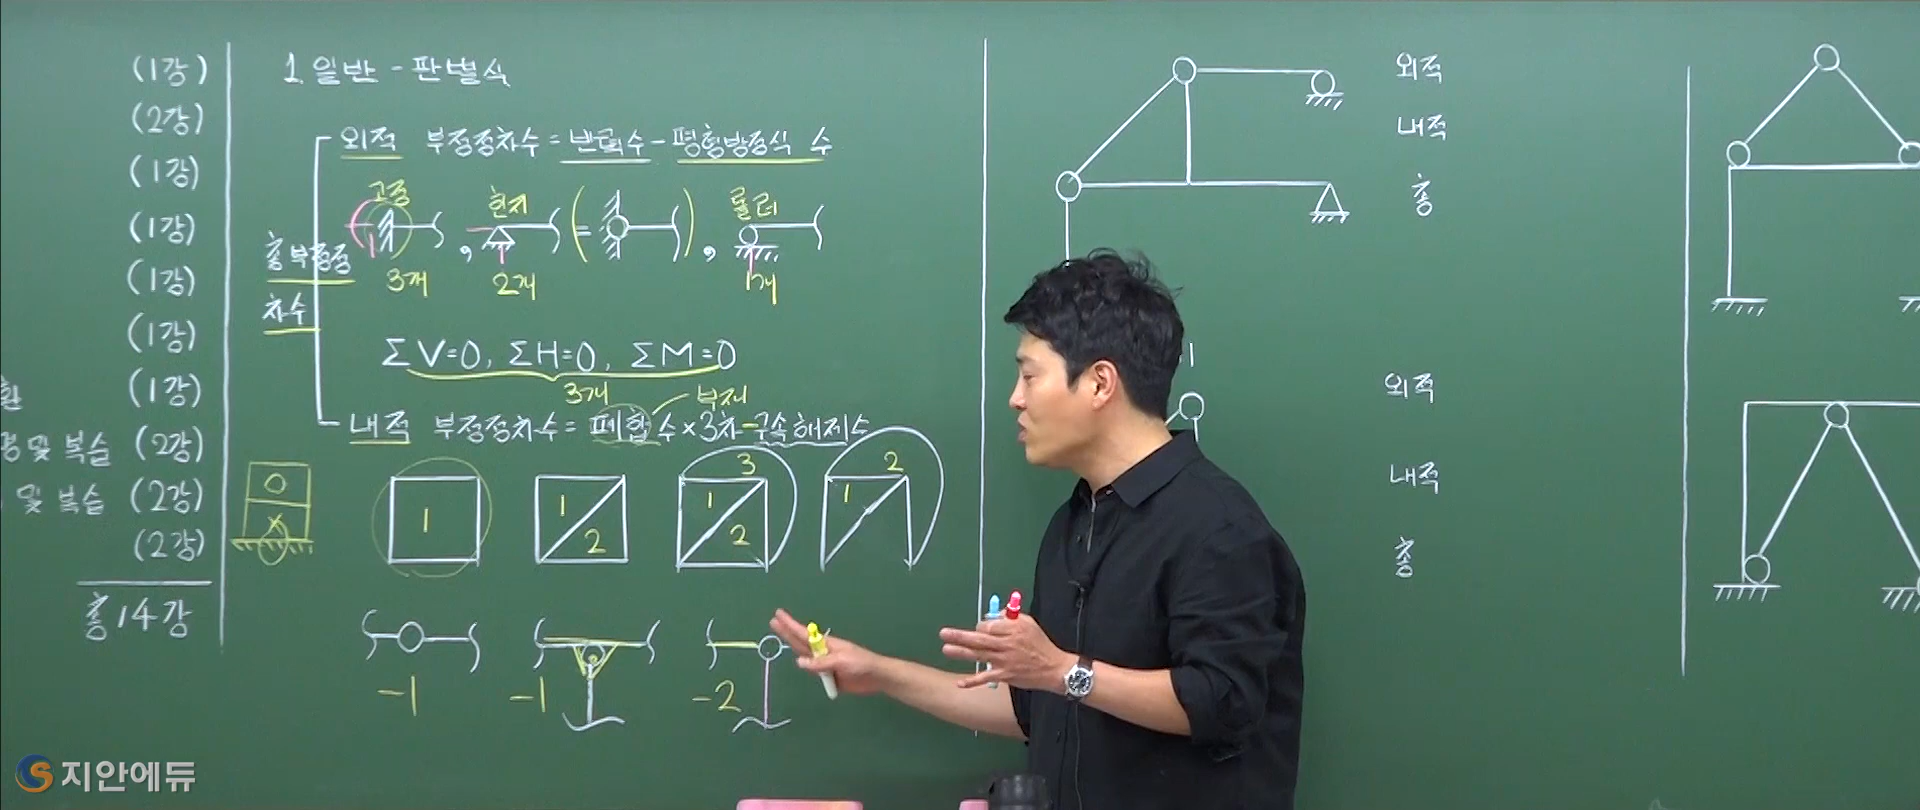 (1강)
(2강)
(1강)
(1강)
(1강)
(1강)
환 (1강)
및 복습 (2강)
및 복습 (2강)
(2강)
총 14강
1. 일반 - 판별식
외적 부정정차수 = 반력수 - 평형방정식 수
고정 힌지 롤러
, ( = ) ,
3개 2개 1개
총부정정
차수
ΣV=0, ΣH=0, ΣM=0
3개 부재
내적 부정정차수 = 폐합 수×3차-구속해제수
O
X
1
1 2
1 2 3
1 2
-1 -1 -2
외적
내적
총
외적
내적
총
지안에듀